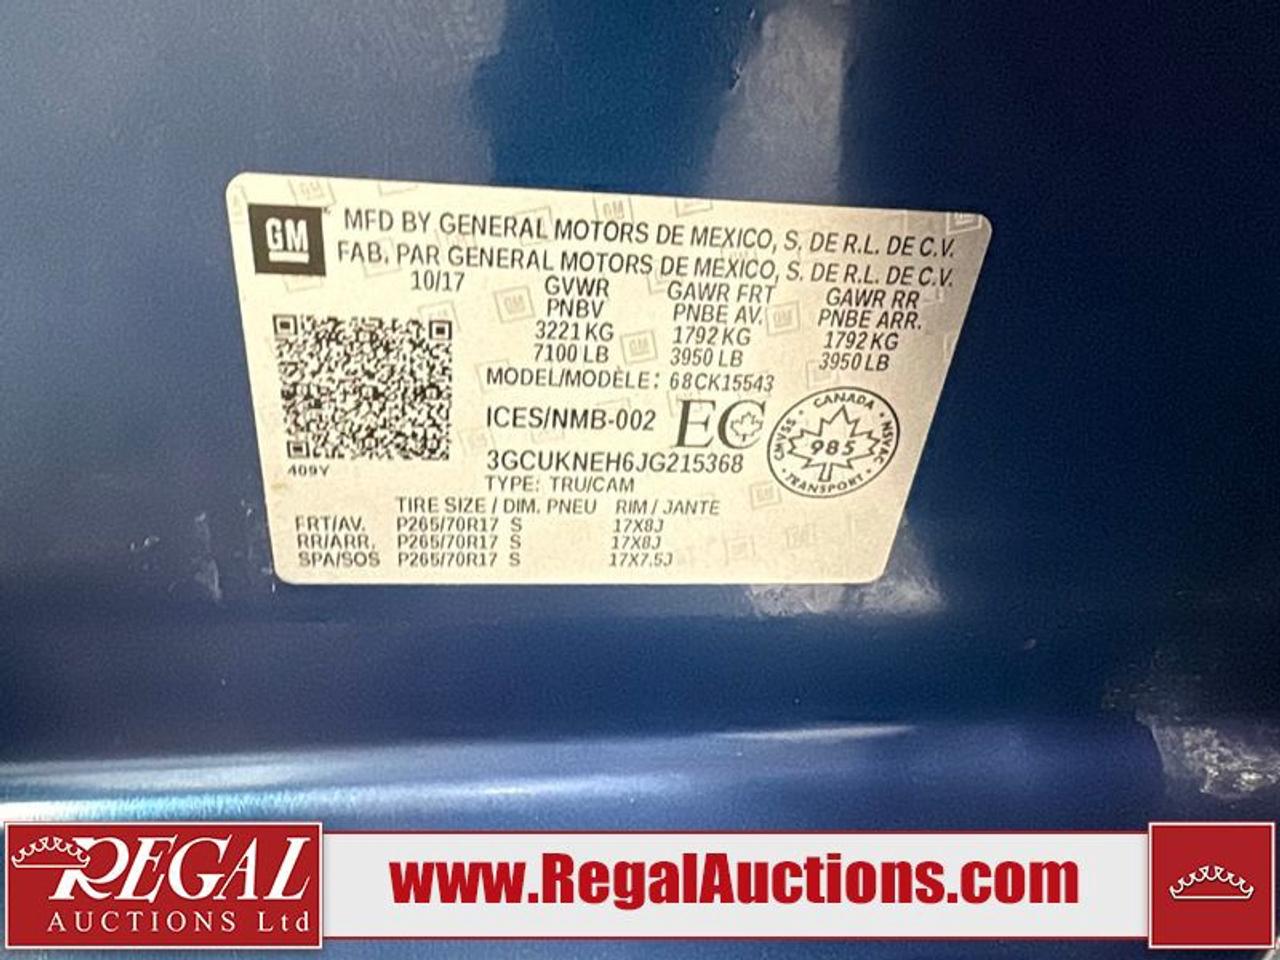 GM
MFD BY GENERAL MOTORS DE MEXICO, S. DE R.L. DE C.V.
FAB. PAR GENERAL MOTORS DE MEXICO, S. DE R.L. DE C.V.
10/17 GVWR GAWR FRT GAWR RR
PNBV PNBE AV. PNBE ARR.
3221 KG 1792 KG 1792 KG
7100 LB 3950 LB 3950 LB
MODEL/MODÈLE: 68CK15543
ICES/NMB-002 EC
CANADA
CMVSS NSVAC
985
TRANSPORT
3GCUKNEH6JG215368
409Y
TYPE: TRU/CAM
TIRE SIZE / DIM. PNEU RIM / JANTE
FRT/AV. P265/70R17 S 17X8J
RR/ARR. P265/70R17 S 17X8J
SPA/SOS P265/70R17 S 17X7.5J
REGAL
AUCTIONS Ltd
www.RegalAuctions.com